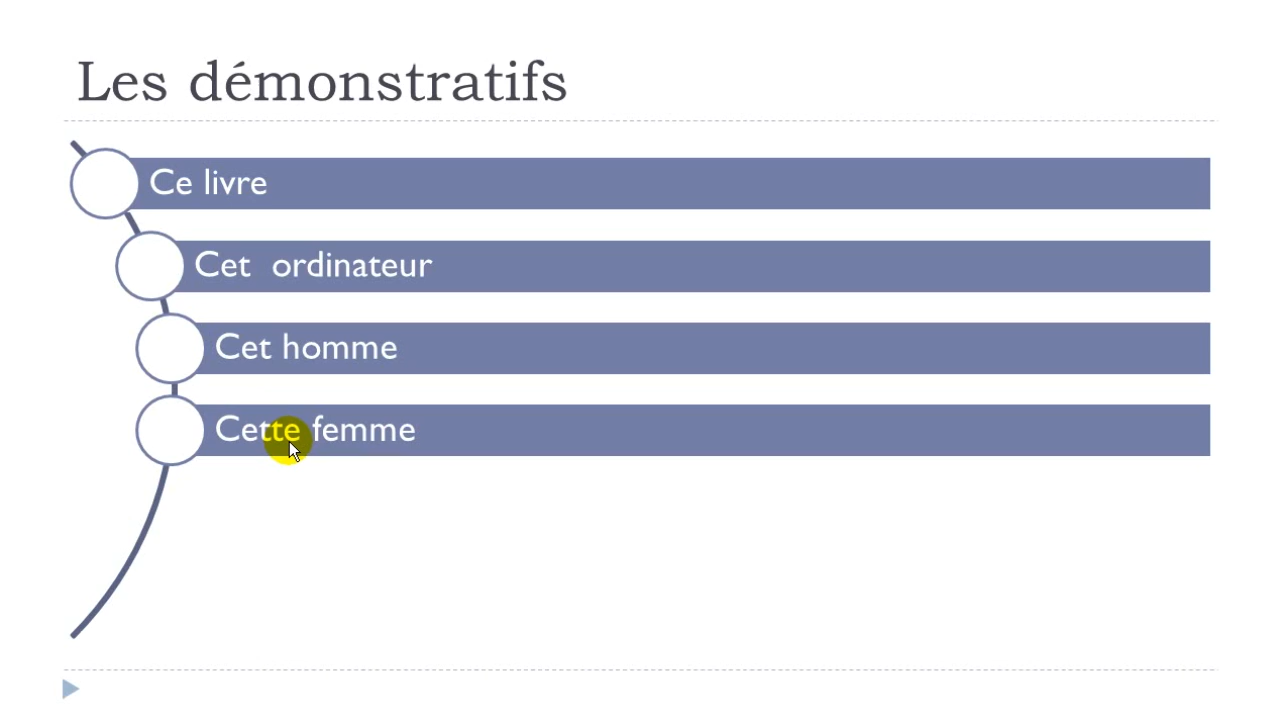 Les démonstratifs
Ce livre
Cet  ordinateur
Cet homme
Cette femme